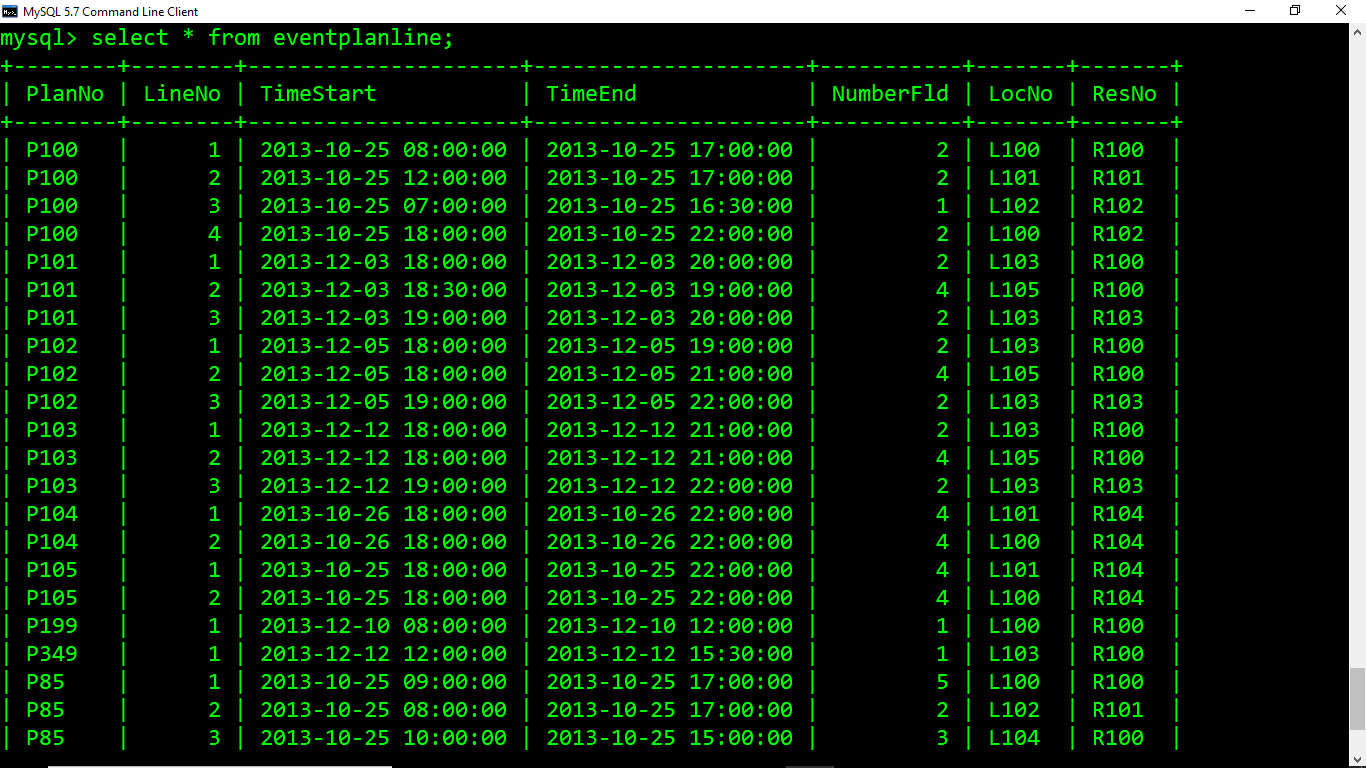 MySQL 5.7 Command Line Client
mysql> select * from eventplanline;
+--------+--------+---------------------+---------------------+-----------+-------+-------+
| PlanNo | LineNo | TimeStart           | TimeEnd             | NumberFld | LocNo | ResNo |
+--------+--------+---------------------+---------------------+-----------+-------+-------+
| P100   |      1 | 2013-10-25 08:00:00 | 2013-10-25 17:00:00 |         2 | L100  | R100  |
| P100   |      2 | 2013-10-25 12:00:00 | 2013-10-25 17:00:00 |         2 | L101  | R101  |
| P100   |      3 | 2013-10-25 07:00:00 | 2013-10-25 16:30:00 |         1 | L102  | R102  |
| P100   |      4 | 2013-10-25 18:00:00 | 2013-10-25 22:00:00 |         2 | L100  | R102  |
| P101   |      1 | 2013-12-03 18:00:00 | 2013-12-03 20:00:00 |         2 | L103  | R100  |
| P101   |      2 | 2013-12-03 18:30:00 | 2013-12-03 19:00:00 |         4 | L105  | R100  |
| P101   |      3 | 2013-12-03 19:00:00 | 2013-12-03 20:00:00 |         2 | L103  | R103  |
| P102   |      1 | 2013-12-05 18:00:00 | 2013-12-05 19:00:00 |         2 | L103  | R100  |
| P102   |      2 | 2013-12-05 18:00:00 | 2013-12-05 21:00:00 |         4 | L105  | R100  |
| P102   |      3 | 2013-12-05 19:00:00 | 2013-12-05 22:00:00 |         2 | L103  | R103  |
| P103   |      1 | 2013-12-12 18:00:00 | 2013-12-12 21:00:00 |         2 | L103  | R100  |
| P103   |      2 | 2013-12-12 18:00:00 | 2013-12-12 21:00:00 |         4 | L105  | R100  |
| P103   |      3 | 2013-12-12 19:00:00 | 2013-12-12 22:00:00 |         2 | L103  | R103  |
| P104   |      1 | 2013-10-26 18:00:00 | 2013-10-26 22:00:00 |         4 | L101  | R104  |
| P104   |      2 | 2013-10-26 18:00:00 | 2013-10-26 22:00:00 |         4 | L100  | R104  |
| P105   |      1 | 2013-10-25 18:00:00 | 2013-10-25 22:00:00 |         4 | L101  | R104  |
| P105   |      2 | 2013-10-25 18:00:00 | 2013-10-25 22:00:00 |         4 | L100  | R104  |
| P199   |      1 | 2013-12-10 08:00:00 | 2013-12-10 12:00:00 |         1 | L100  | R100  |
| P349   |      1 | 2013-12-12 12:00:00 | 2013-12-12 15:30:00 |         1 | L103  | R100  |
| P85    |      1 | 2013-10-25 09:00:00 | 2013-10-25 17:00:00 |         5 | L100  | R100  |
| P85    |      2 | 2013-10-25 08:00:00 | 2013-10-25 17:00:00 |         2 | L102  | R101  |
| P85    |      3 | 2013-10-25 10:00:00 | 2013-10-25 15:00:00 |         3 | L104  | R100  |